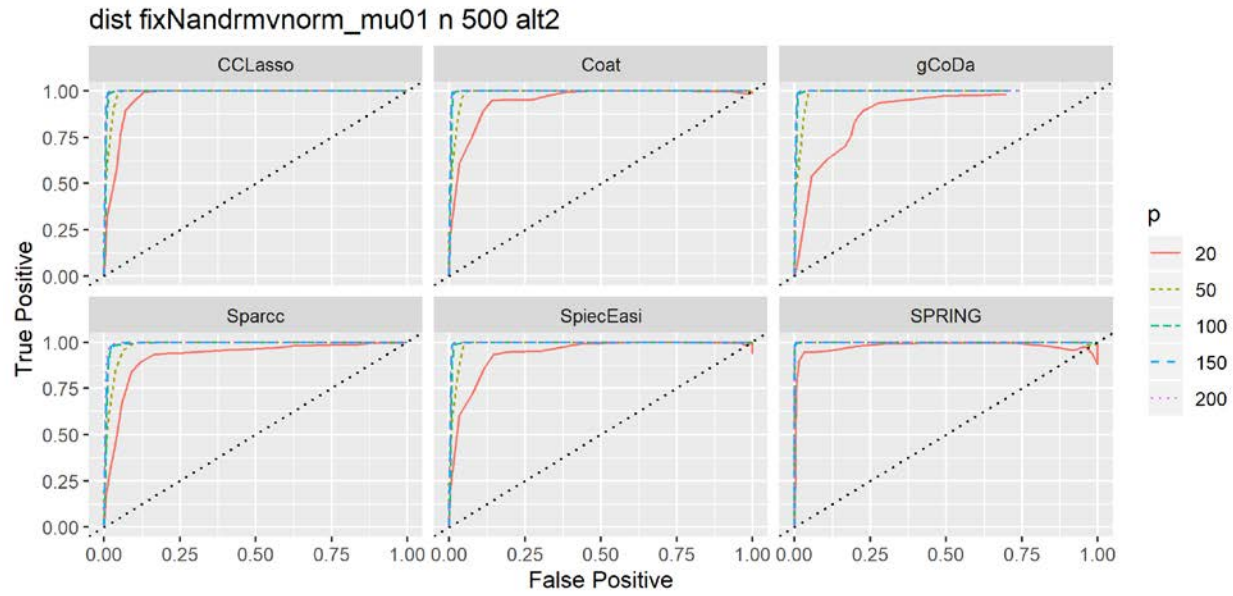 dist fixNandrmvnorm_mu01 n 500 alt2
CCLasso
Coat
gCoDa
1.00
0.75
0.50
0.25
0.00
Sparcc
SpiecEasi
SPRING
1.00
0.75
0.50
0.25
0.00
0.00 0.25 0.50 0.75 1.00
0.00 0.25 0.50 0.75 1.00
0.00 0.25 0.50 0.75 1.00
True Positive
False Positive
p
20
50
100
150
200